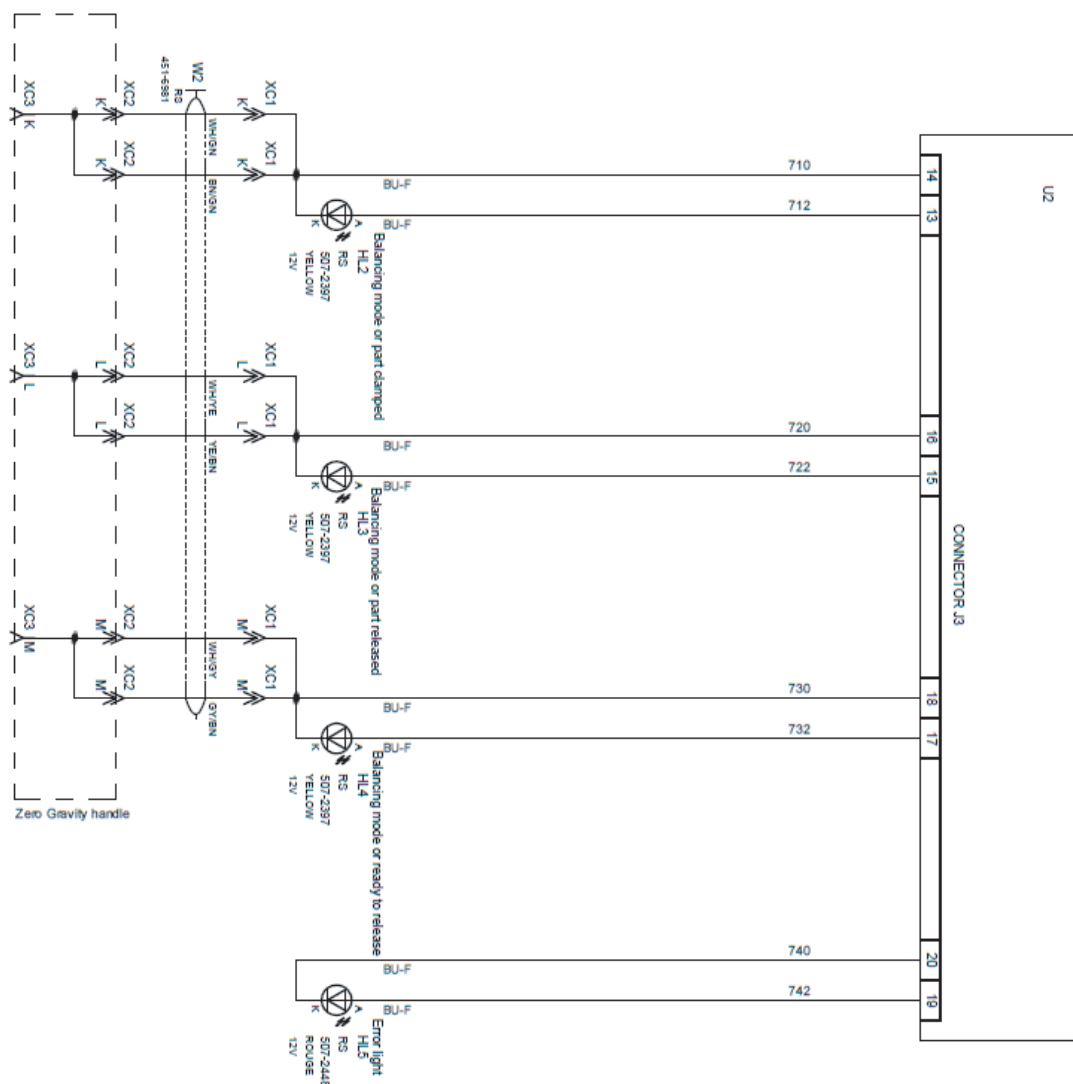 U2
CONNECTOR J3
14
13
16
15
18
17
20
19
710
712
720
722
730
732
740
742
W2
RS
451-6981
XC3
K
XC2
K
WH/GN
XC1
K
XC2
K
BN/GN
XC1
K
BU-F
BU-F
K
A
Balancing mode or part clamped
HL2
RS
507-2397
YELLOW
12V
XC3
L
XC2
L
WH/YE
XC1
L
XC2
L
YE/BN
XC1
L
BU-F
BU-F
K
A
Balancing mode or part released
HL3
RS
507-2397
YELLOW
12V
XC3
M
XC2
M
WH/GY
XC1
M
XC2
M
GY/BN
XC1
M
BU-F
BU-F
K
A
Balancing mode or ready to release
HL4
RS
507-2397
YELLOW
12V
Zero Gravity handle
BU-F
BU-F
K
A
Error light
HL5
RS
507-2448
ROUGE
12V